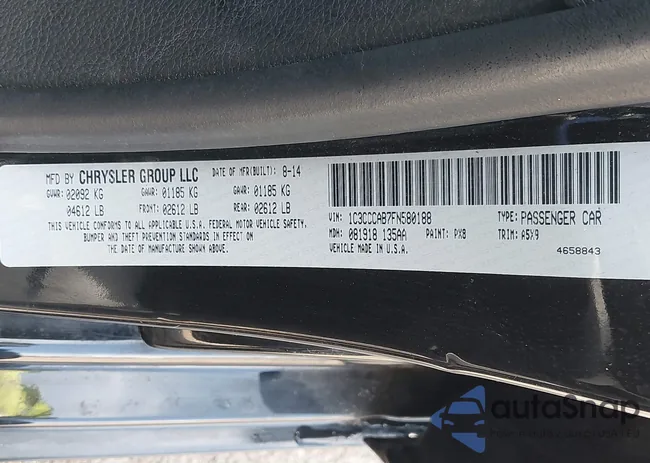 MFD BY CHRYSLER GROUP LLC DATE OF MFR(BUILT): 8-14
GVWR: 02092 KG GAWR: 01185 KG GAWR: 01185 KG
04612 LB FRONT: 02612 LB REAR: 02612 LB
THIS VEHICLE CONFORMS TO ALL APPLICABLE U.S.A. FEDERAL MOTOR VEHICLE SAFETY,
BUMPER AND THEFT PREVENTION STANDARDS IN EFFECT ON
THE DATE OF MANUFACTURE SHOWN ABOVE.
VIN: 1C3CCCAB7FN580188 TYPE: PASSENGER CAR
MDH: 081918 135AA PAINT: PX8 TRIM: A5X9
VEHICLE MADE IN U.S.A. 4658843
autoSnap